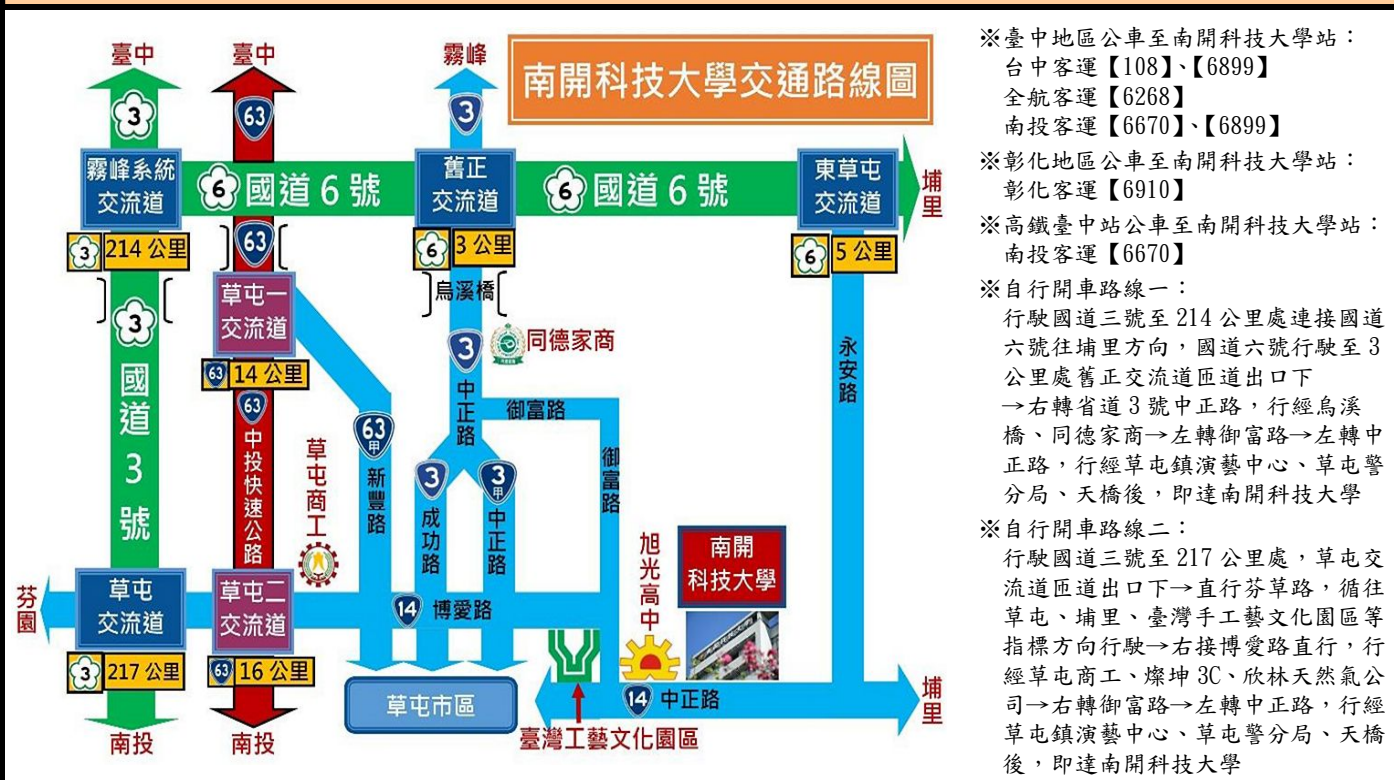 南開科技大學交通路線圖
臺中
臺中
霧峰
3
63
3
霧峰系統
交流道
6 國道6號
舊正
交流道
6 國道6號
東草屯
交流道
埔里
3 214公里
63
6 3公里
6 5公里
烏溪橋
草屯一
交流道
3
63 14公里
3
同德家商
永安路
國道3號
63
中投快速公路
草屯商工
63甲
新豐路
中正路
御富路
御富路
3
成功路
3甲
中正路
旭光高中
南開
科技大學
芬園
草屯
交流道
草屯二
交流道
14 博愛路
3 217公里
63 16公里
草屯市區
14 中正路
埔里
南投
南投
臺灣工藝文化園區
※臺中地區公車至南開科技大學站：
台中客運【108】、【6899】
全航客運【6268】
南投客運【6670】、【6899】
※彰化地區公車至南開科技大學站：
彰化客運【6910】
※高鐵臺中站公車至南開科技大學站：
南投客運【6670】
※自行開車路線一：
行駛國道三號至214公里處連接國道
六號往埔里方向，國道六號行駛至3
公里處舊正交流道匝道出口下
→右轉省道3號中正路，行經烏溪
橋、同德家商→左轉御富路→左轉中
正路，行經草屯鎮演藝中心、草屯警
分局、天橋後，即達南開科技大學
※自行開車路線二：
行駛國道三號至217公里處，草屯交
流道匝道出口下→直行芬草路，循往
草屯、埔里、臺灣手工藝文化園區等
指標方向行駛→右接博愛路直行，行
經草屯商工、燦坤3C、欣林天然氣公
司→右轉御富路→左轉中正路，行經
草屯鎮演藝中心、草屯警分局、天橋
後，即達南開科技大學